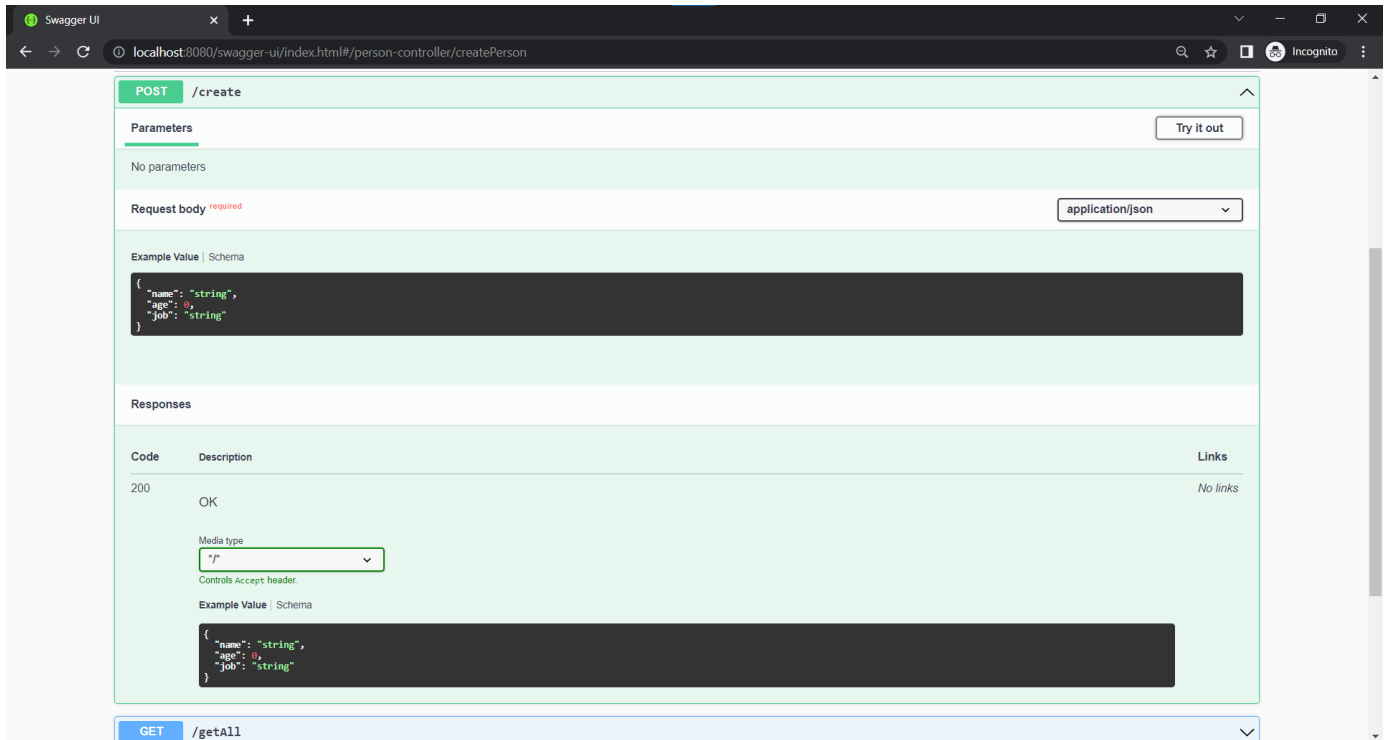 Swagger UI
localhost:8080/swagger-ui/index.html#/person-controller/createPerson
Incognito
POST /create
Parameters
Try it out
No parameters
Request body required
application/json
Example Value | Schema
{
  "name": "string",
  "age": 0,
  "job": "string"
}
Responses
Code Description Links
200 No links
OK
Media type
*/*
Controls Accept header.
Example Value | Schema
{
  "name": "string",
  "age": 0,
  "job": "string"
}
GET /getAll